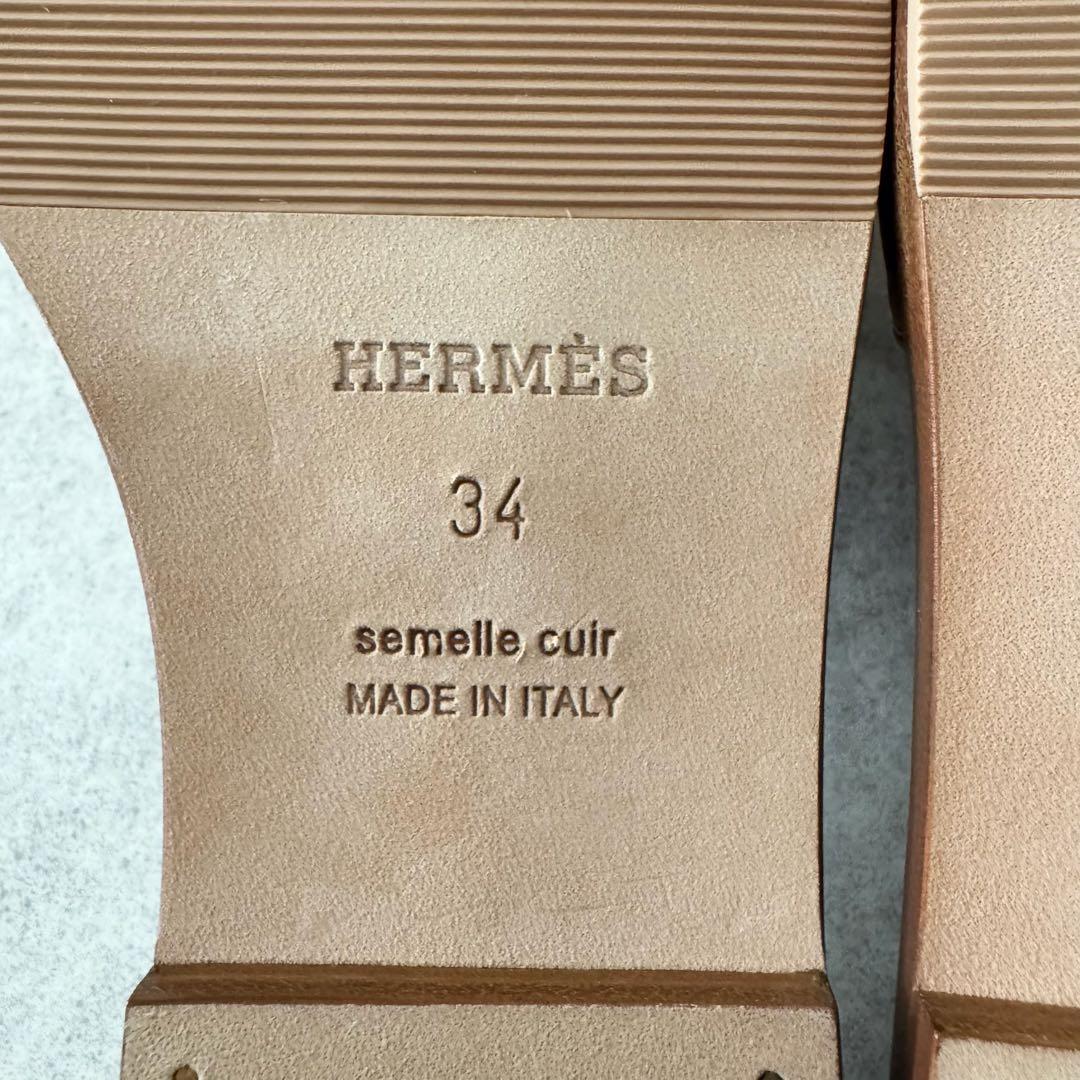 HERMÈS
34
semelle cuir
MADE IN ITALY